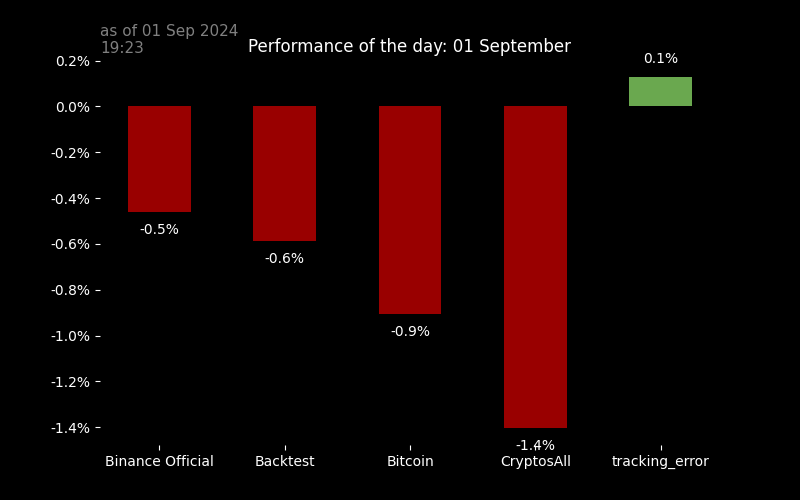 as of 01 Sep 2024
19:23
Performance of the day: 01 September
0.2%
0.0%
-0.2%
-0.4%
-0.6%
-0.8%
-1.0%
-1.2%
-1.4%
-0.5%
-0.6%
-0.9%
-1.4%
0.1%
Binance Official
Backtest
Bitcoin
CryptosAll
tracking_error